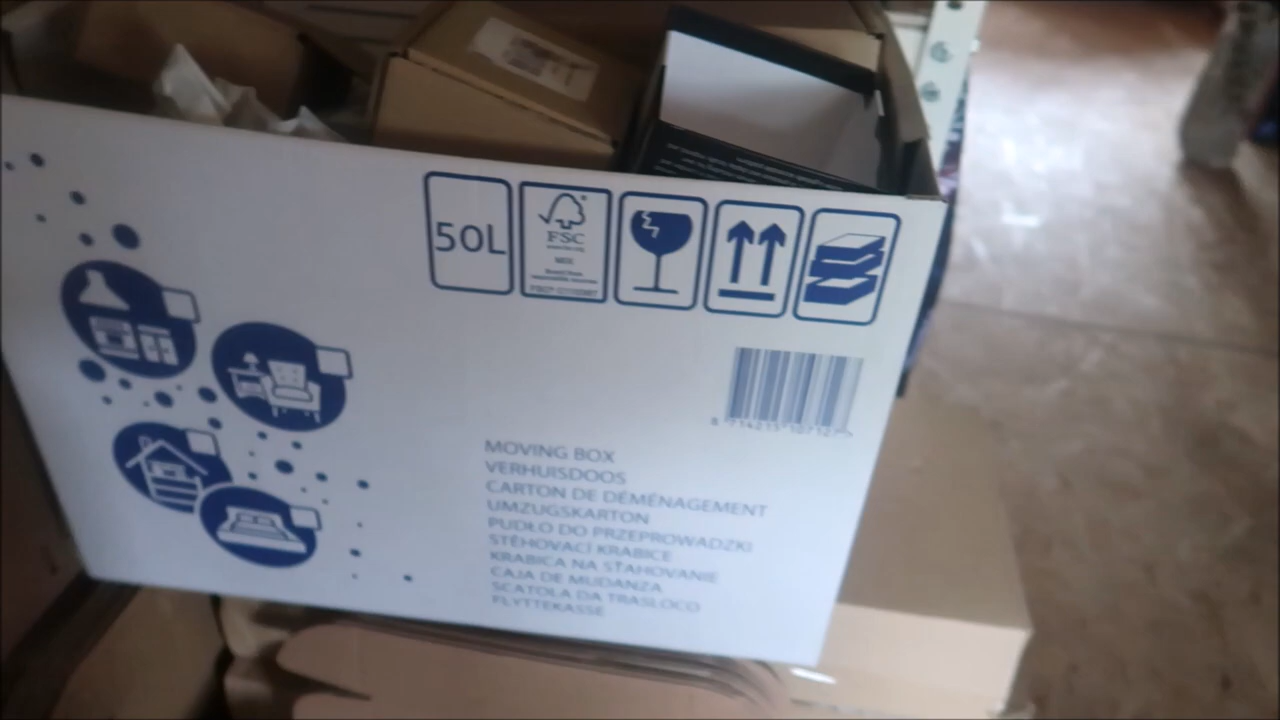 50L
FSC
MIX
MOVING BOX
VERHUISDOOS
CARTON DE DÉMÉNAGEMENT
UMZUGSKARTON
PUDŁO DO PRZEPROWADZKI
STĚHOVACÍ KRABICE
KRABICA NA SŤAHOVANIE
CAJA DE MUDANZA
SCATOLA DA TRASLOCO
FLYTTEKASSE